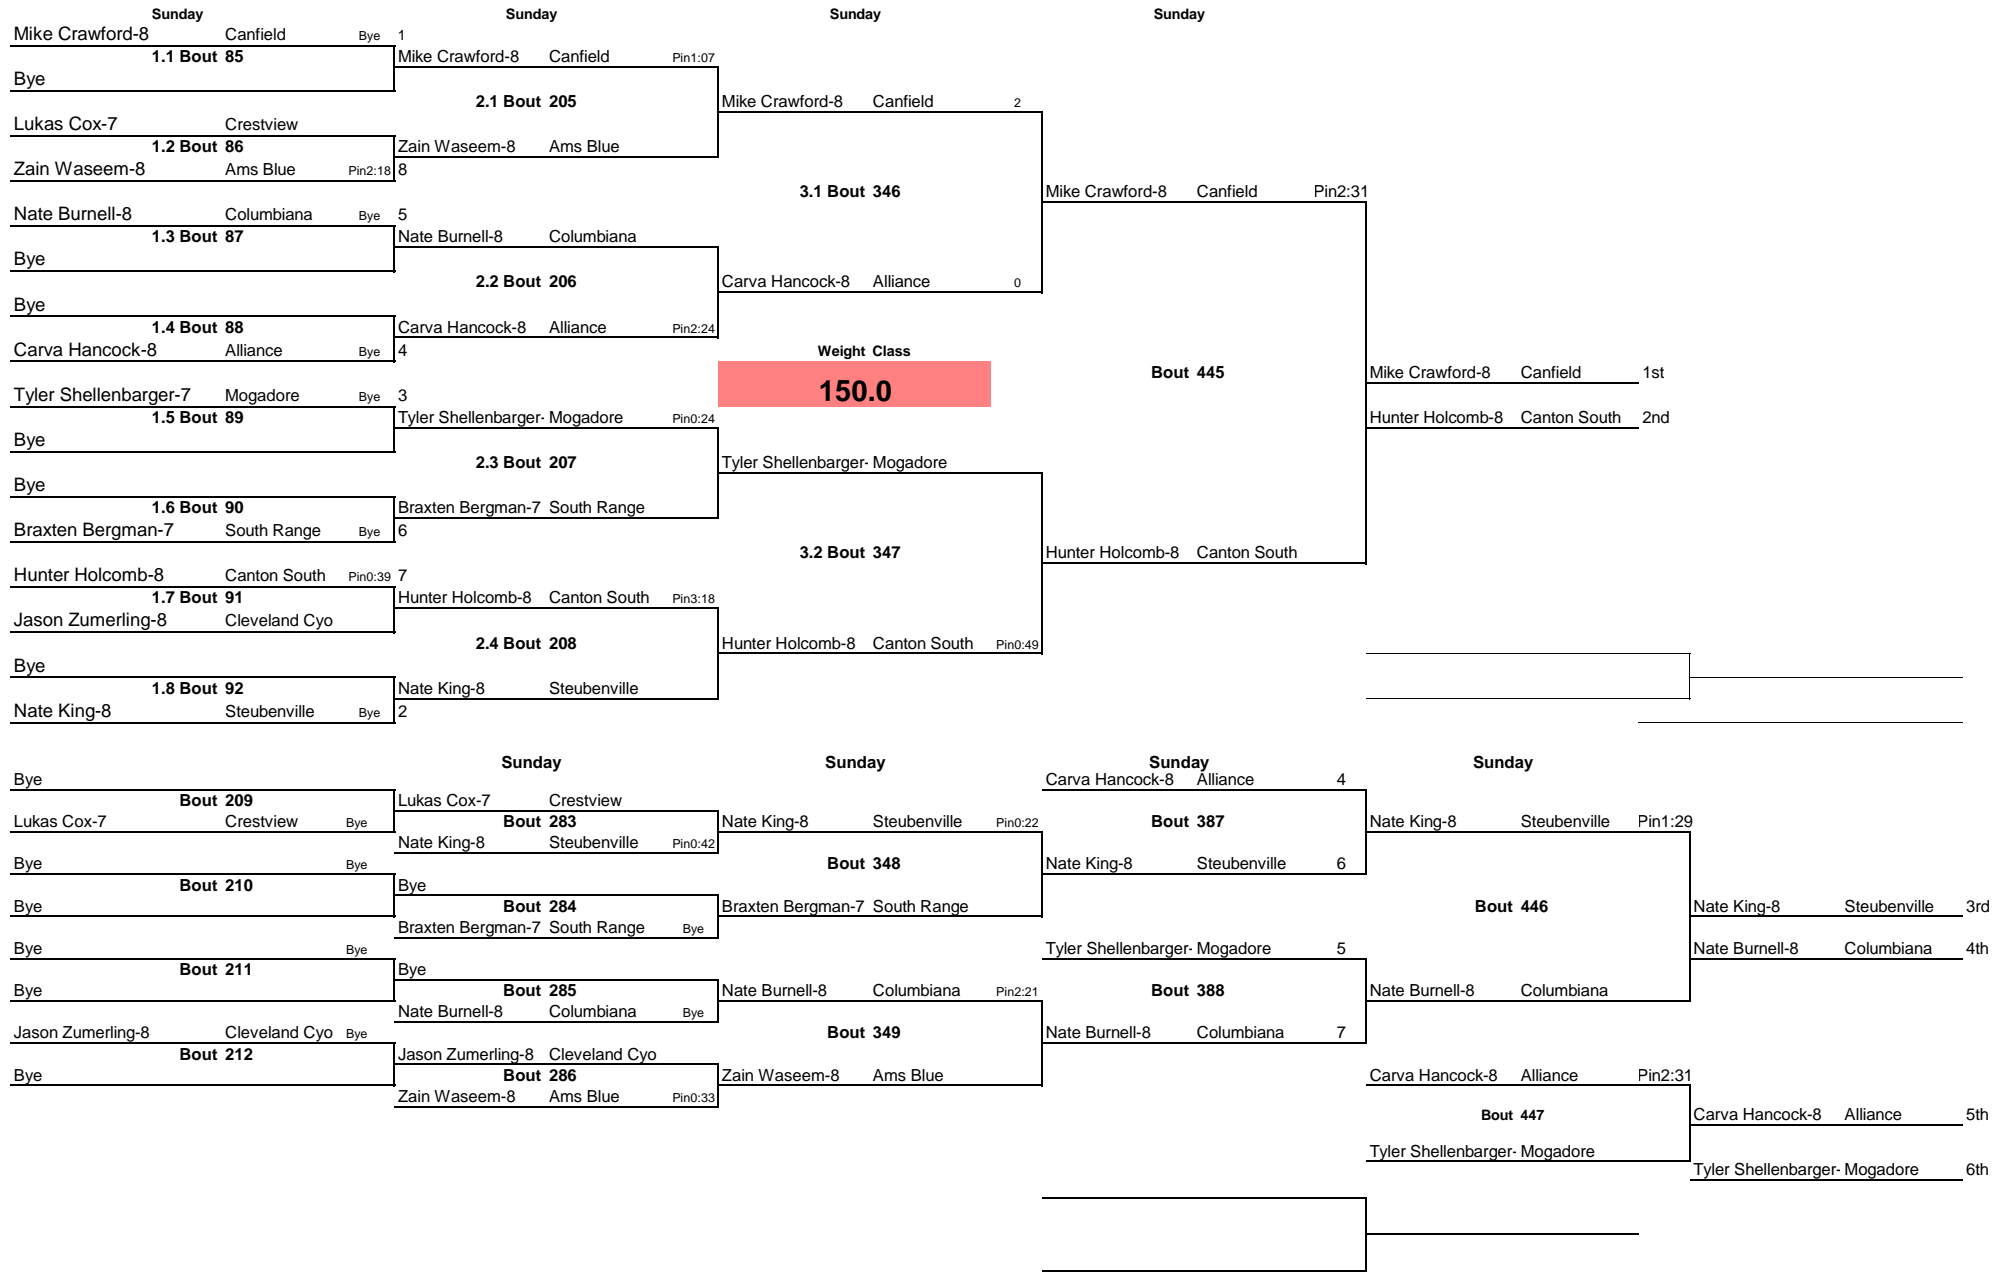 Sunday Sunday Sunday Sunday
Mike Crawford-8 Canfield Bye 1
1.1 Bout 85 Mike Crawford-8 Canfield Pin1:07
Bye
2.1 Bout 205 Mike Crawford-8 Canfield 2
Lukas Cox-7 Crestview
1.2 Bout 86 Zain Waseem-8 Ams Blue
Zain Waseem-8 Ams Blue Pin2:18 8
3.1 Bout 346 Mike Crawford-8 Canfield Pin2:31
Nate Burnell-8 Columbiana Bye 5
1.3 Bout 87 Nate Burnell-8 Columbiana
Bye
2.2 Bout 206 Carva Hancock-8 Alliance 0
Bye
1.4 Bout 88 Carva Hancock-8 Alliance Pin2:24
Carva Hancock-8 Alliance Bye 4 Weight Class
Bout 445 Mike Crawford-8 Canfield 1st
150.0
Tyler Shellenbarger-7 Mogadore Bye 3
1.5 Bout 89 Tyler Shellenbarger- Mogadore Pin0:24 Hunter Holcomb-8 Canton South 2nd
Bye
2.3 Bout 207 Tyler Shellenbarger- Mogadore
Bye
1.6 Bout 90 Braxten Bergman-7 South Range
Braxten Bergman-7 South Range Bye 6
3.2 Bout 347 Hunter Holcomb-8 Canton South
Hunter Holcomb-8 Canton South Pin0:39 7
1.7 Bout 91 Hunter Holcomb-8 Canton South Pin3:18
Jason Zumerling-8 Cleveland Cyo
2.4 Bout 208 Hunter Holcomb-8 Canton South Pin0:49
Bye
1.8 Bout 92 Nate King-8 Steubenville
Nate King-8 Steubenville Bye 2
Sunday Sunday Sunday Sunday
Bye Carva Hancock-8 Alliance 4
Bout 209 Lukas Cox-7 Crestview
Lukas Cox-7 Crestview Bye Bout 283 Nate King-8 Steubenville Pin0:22 Bout 387 Nate King-8 Steubenville Pin1:29
Nate King-8 Steubenville Pin0:42
Bye Bye Bout 348 Nate King-8 Steubenville 6
Bout 210 Bye
Bye Bout 284 Braxten Bergman-7 South Range Bout 446 Nate King-8 Steubenville 3rd
Braxten Bergman-7 South Range Bye
Bye Bye Tyler Shellenbarger- Mogadore 5 Nate Burnell-8 Columbiana 4th
Bout 211 Bye
Bye Bout 285 Nate Burnell-8 Columbiana Pin2:21 Bout 388 Nate Burnell-8 Columbiana
Nate Burnell-8 Columbiana Bye
Jason Zumerling-8 Cleveland Cyo Bye Bout 349 Nate Burnell-8 Columbiana 7
Bout 212 Jason Zumerling-8 Cleveland Cyo
Bye Bout 286 Zain Waseem-8 Ams Blue Carva Hancock-8 Alliance Pin2:31
Zain Waseem-8 Ams Blue Pin0:33
Bout 447 Carva Hancock-8 Alliance 5th
Tyler Shellenbarger- Mogadore
Tyler Shellenbarger- Mogadore 6th